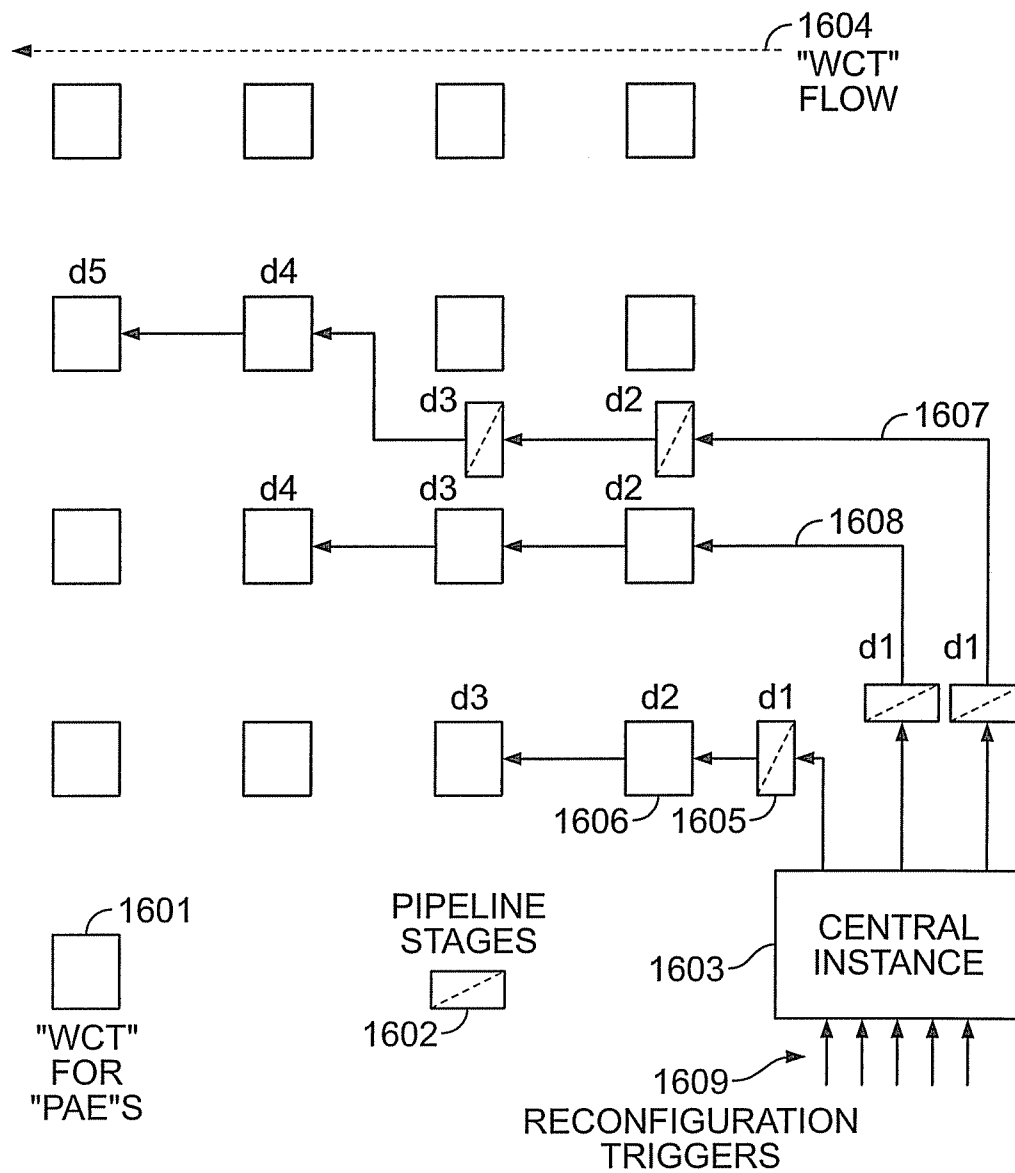 1604
"WCT"
FLOW
d5 d4
d3 d2
1607
d4 d3 d2
1608
d1 d1
d3 d2 d1
1606 1605
1601
"WCT"
FOR
"PAE"S
PIPELINE
STAGES
1602
1603
CENTRAL
INSTANCE
1609
RECONFIGURATION
TRIGGERS